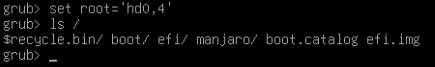 grub> set root='hd0,4'
grub> ls /
$recycle.bin/ boot/ efi/ manjaro/ boot.catalog efi.img
grub> _